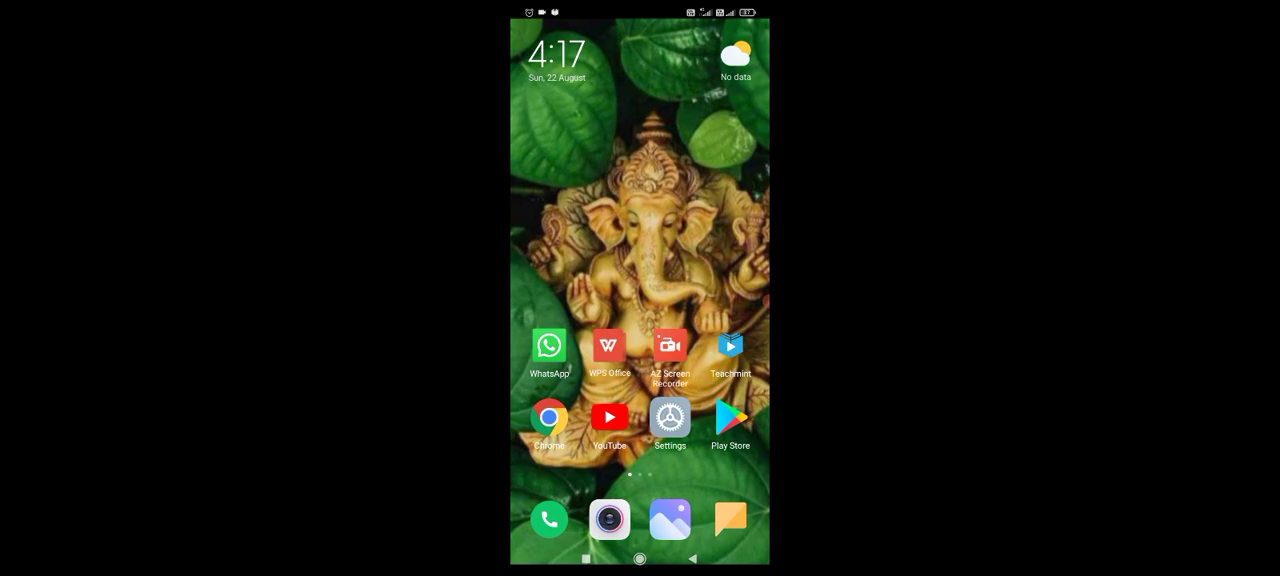 4:17
Sun, 22 August
No data
WhatsApp
WPS Office
AZ Screen
Recorder
Teachmint
Chrome
YouTube
Settings
Play Store